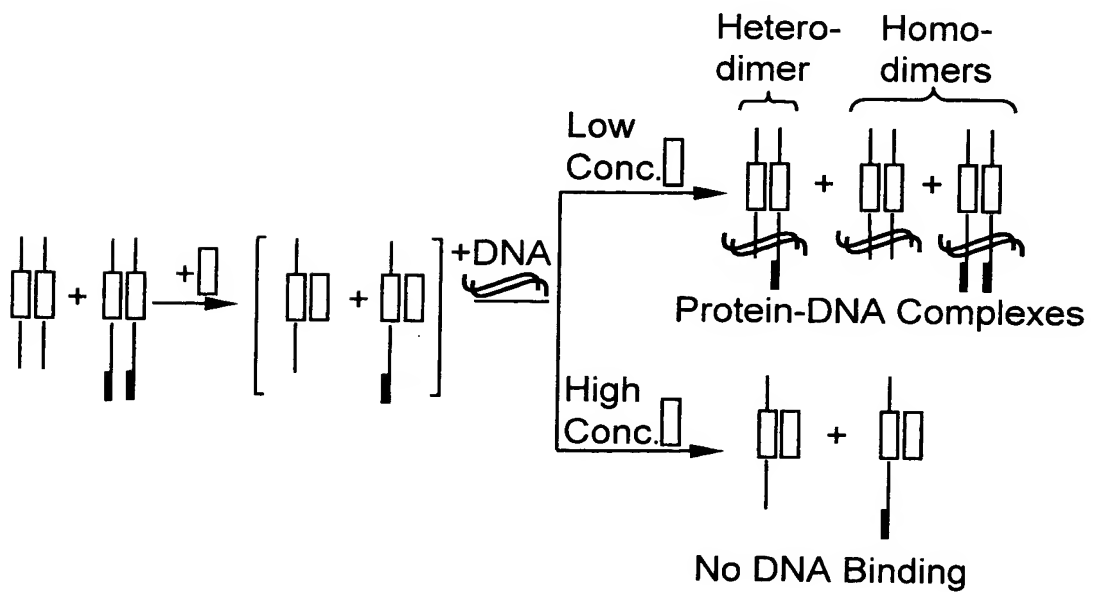 Hetero-
dimer
Homo-
dimers
Low
Conc.
+ +
+
+
+
+DNA
Protein-DNA Complexes
High
Conc.
+
No DNA Binding